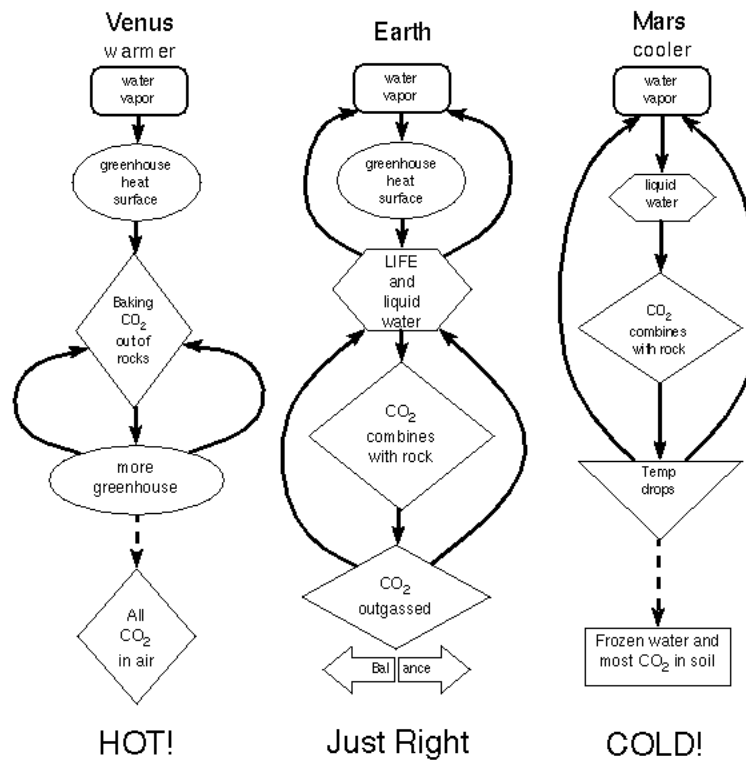 Venus
warmer
water
vapor
greenhouse
heat
surface
Baking
CO2
out of
rocks
more
greenhouse
All
CO2
in air
HOT!
Earth
water
vapor
greenhouse
heat
surface
LIFE
and
liquid
water
CO2
combines
with rock
CO2
outgassed
Bal ance
Just Right
Mars
cooler
water
vapor
liquid
water
CO2
combines
with rock
Temp
drops
Frozen water and
most CO2 in soil
COLD!